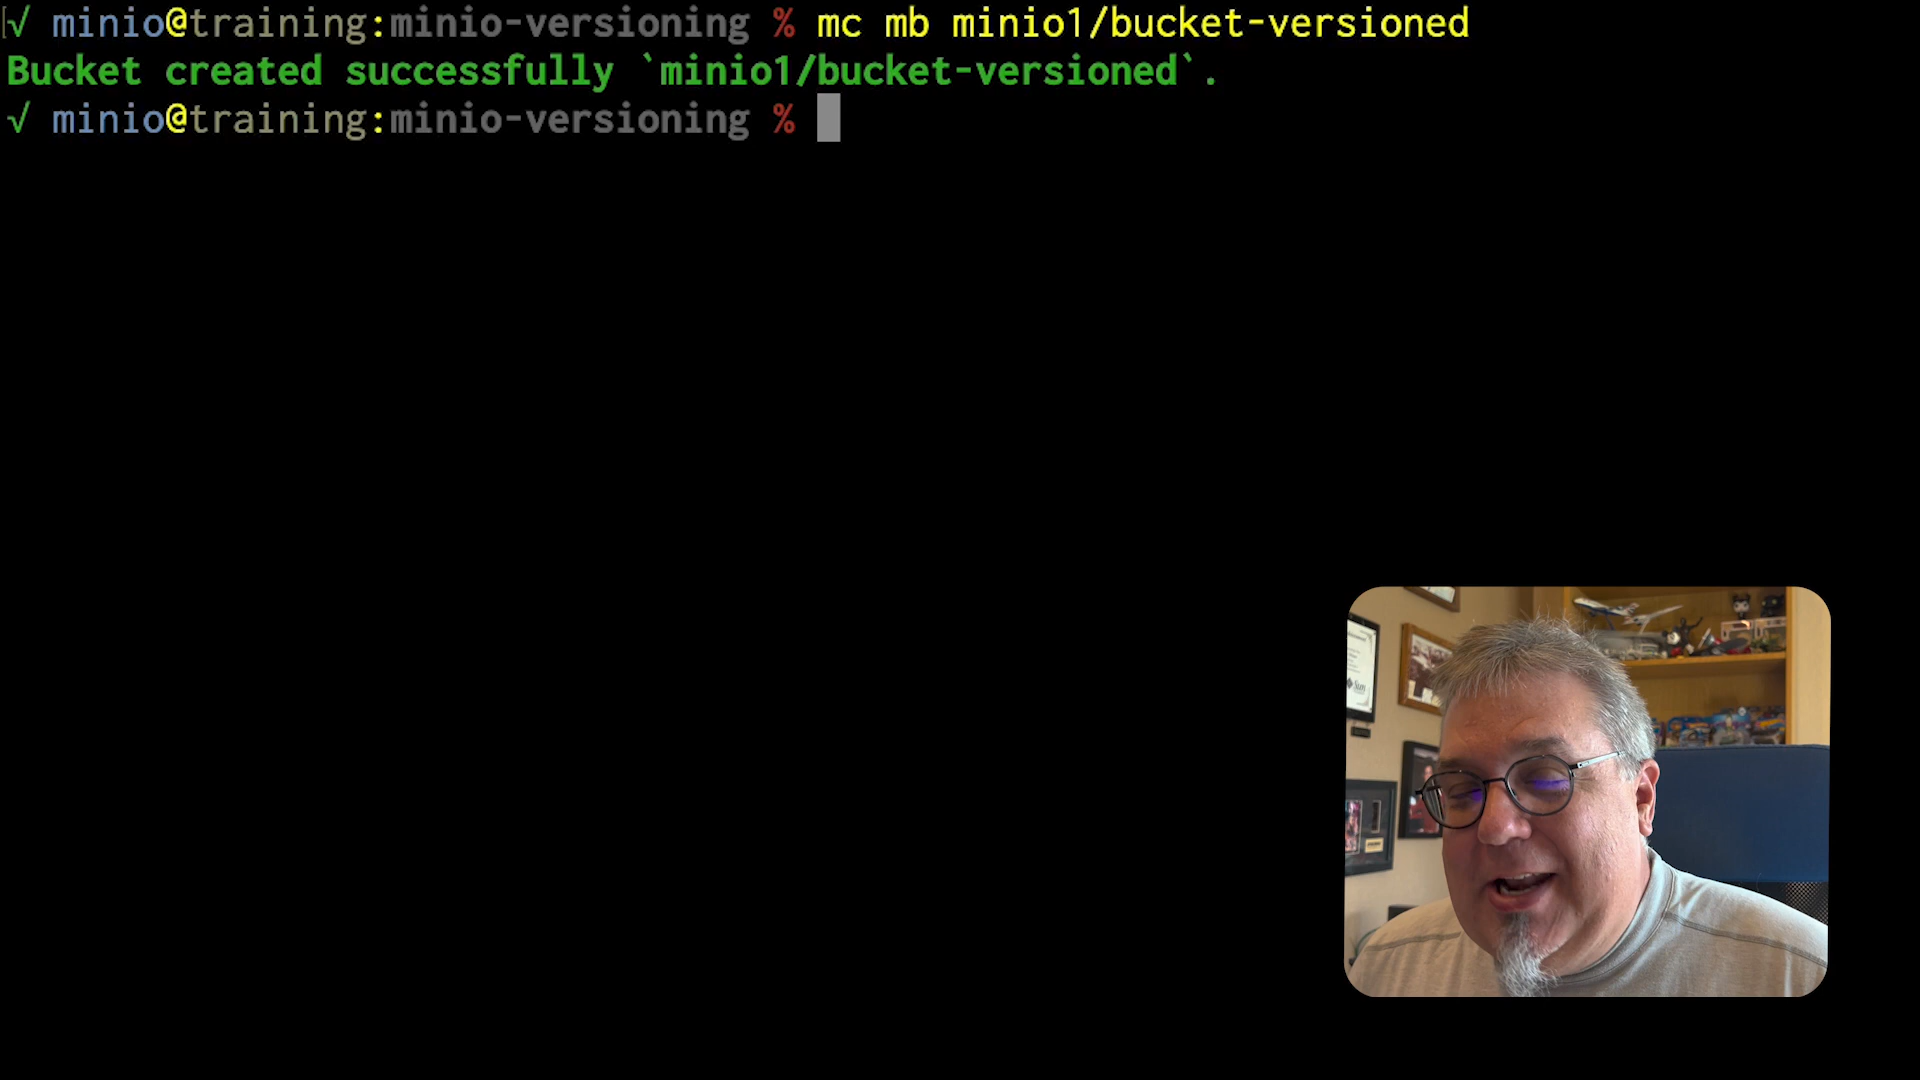 √ minio@training:minio-versioning % mc mb minio1/bucket-versioned
Bucket created successfully `minio1/bucket-versioned`.
√ minio@training:minio-versioning %
Sun